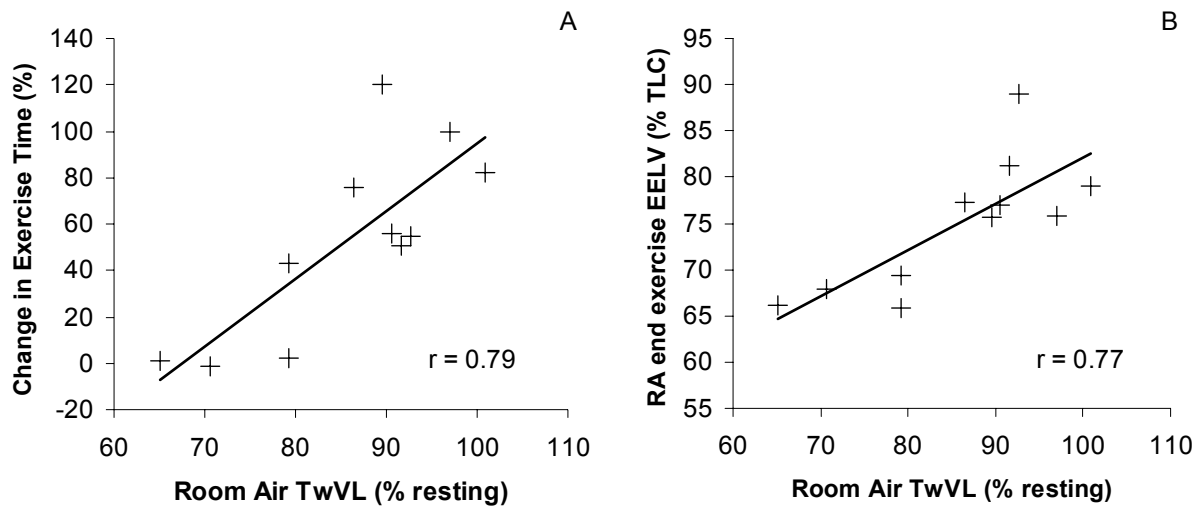 A
Change in Exercise Time (%)
140
120
100
80
60
40
20
0
-20
r = 0.79
60 70 80 90 100 110
Room Air TwVL (% resting)
B
RA end exercise EELV (% TLC)
95
90
85
80
75
70
65
60
55
r = 0.77
60 70 80 90 100 110
Room Air TwVL (% resting)